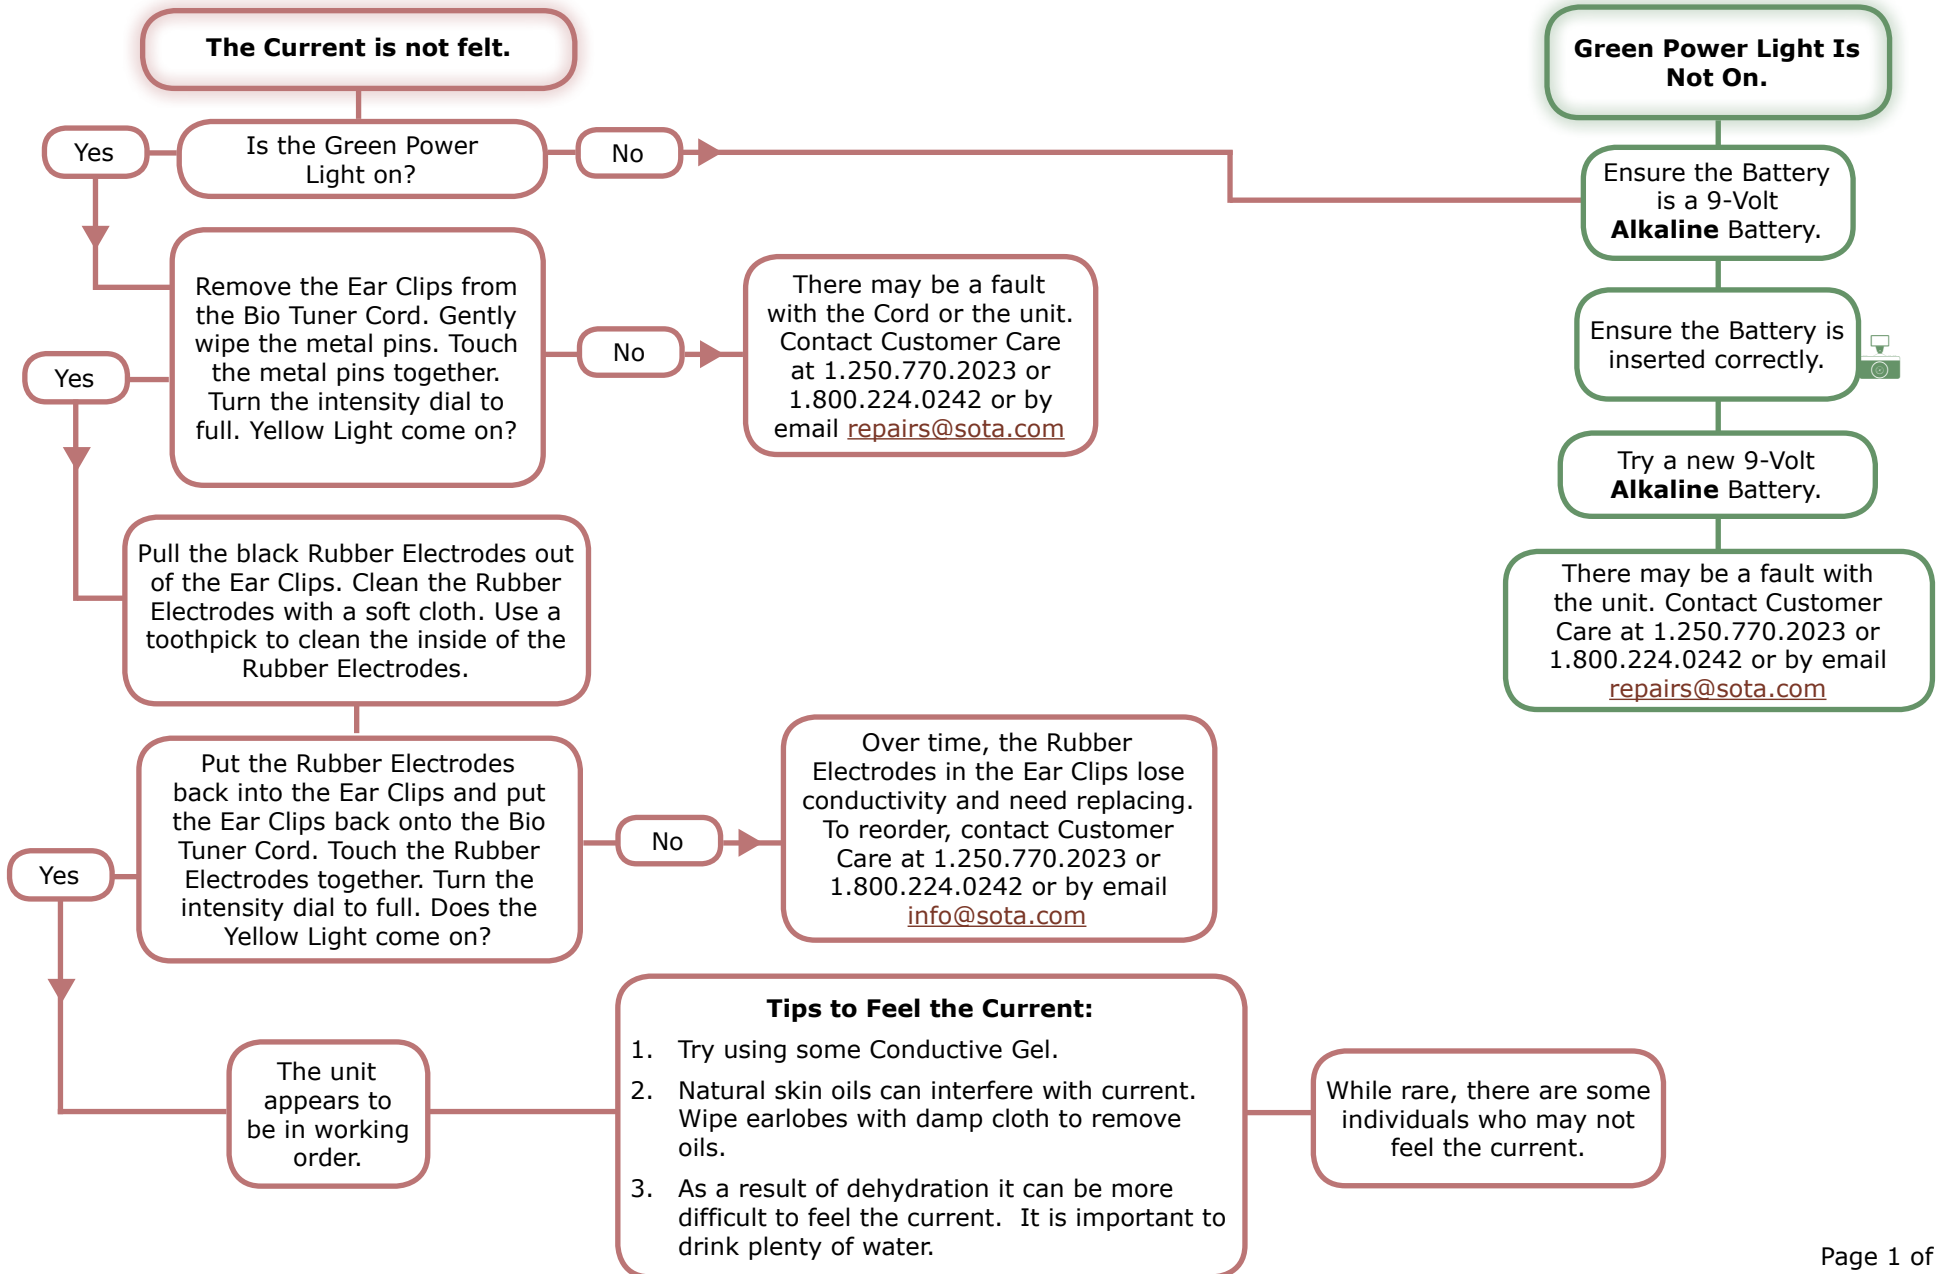 The Current is not felt.
Green Power Light Is
Not On.
Yes
Is the Green Power
Light on?
No
Ensure the Battery
is a 9-Volt
Alkaline Battery.
Remove the Ear Clips from
the Bio Tuner Cord. Gently
wipe the metal pins. Touch
the metal pins together.
Turn the intensity dial to
full. Yellow Light come on?
Yes
No
There may be a fault
with the Cord or the unit.
Contact Customer Care
at 1.250.770.2023 or
1.800.224.0242 or by
email repairs@sota.com
Ensure the Battery is
inserted correctly.
Try a new 9-Volt
Alkaline Battery.
There may be a fault with
the unit. Contact Customer
Care at 1.250.770.2023 or
1.800.224.0242 or by email
repairs@sota.com
Pull the black Rubber Electrodes out
of the Ear Clips. Clean the Rubber
Electrodes with a soft cloth. Use a
toothpick to clean the inside of the
Rubber Electrodes.
Put the Rubber Electrodes
back into the Ear Clips and put
the Ear Clips back onto the Bio
Tuner Cord. Touch the Rubber
Electrodes together. Turn the
intensity dial to full. Does the
Yellow Light come on?
Yes
No
Over time, the Rubber
Electrodes in the Ear Clips lose
conductivity and need replacing.
To reorder, contact Customer
Care at 1.250.770.2023 or
1.800.224.0242 or by email
info@sota.com
The unit
appears to
be in working
order.
Tips to Feel the Current:
1. Try using some Conductive Gel.
2. Natural skin oils can interfere with current.
Wipe earlobes with damp cloth to remove
oils.
3. As a result of dehydration it can be more
difficult to feel the current. It is important to
drink plenty of water.
While rare, there are some
individuals who may not
feel the current.
Page 1 of